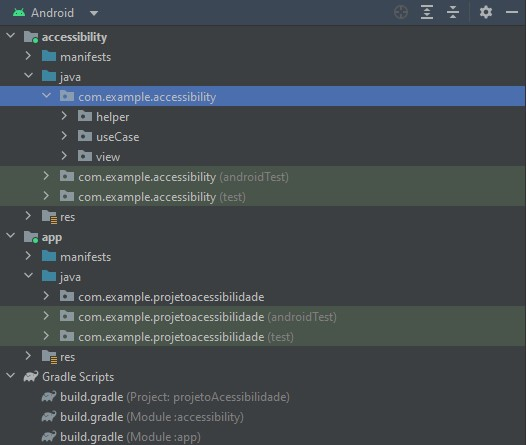 Android
accessibility
manifests
java
com.example.accessibility
helper
useCase
view
com.example.accessibility (androidTest)
com.example.accessibility (test)
res
app
manifests
java
com.example.projetoacessibilidade
com.example.projetoacessibilidade (androidTest)
com.example.projetoacessibilidade (test)
res
Gradle Scripts
build.gradle (Project: projetoAcessibilidade)
build.gradle (Module :accessibility)
build.gradle (Module :app)